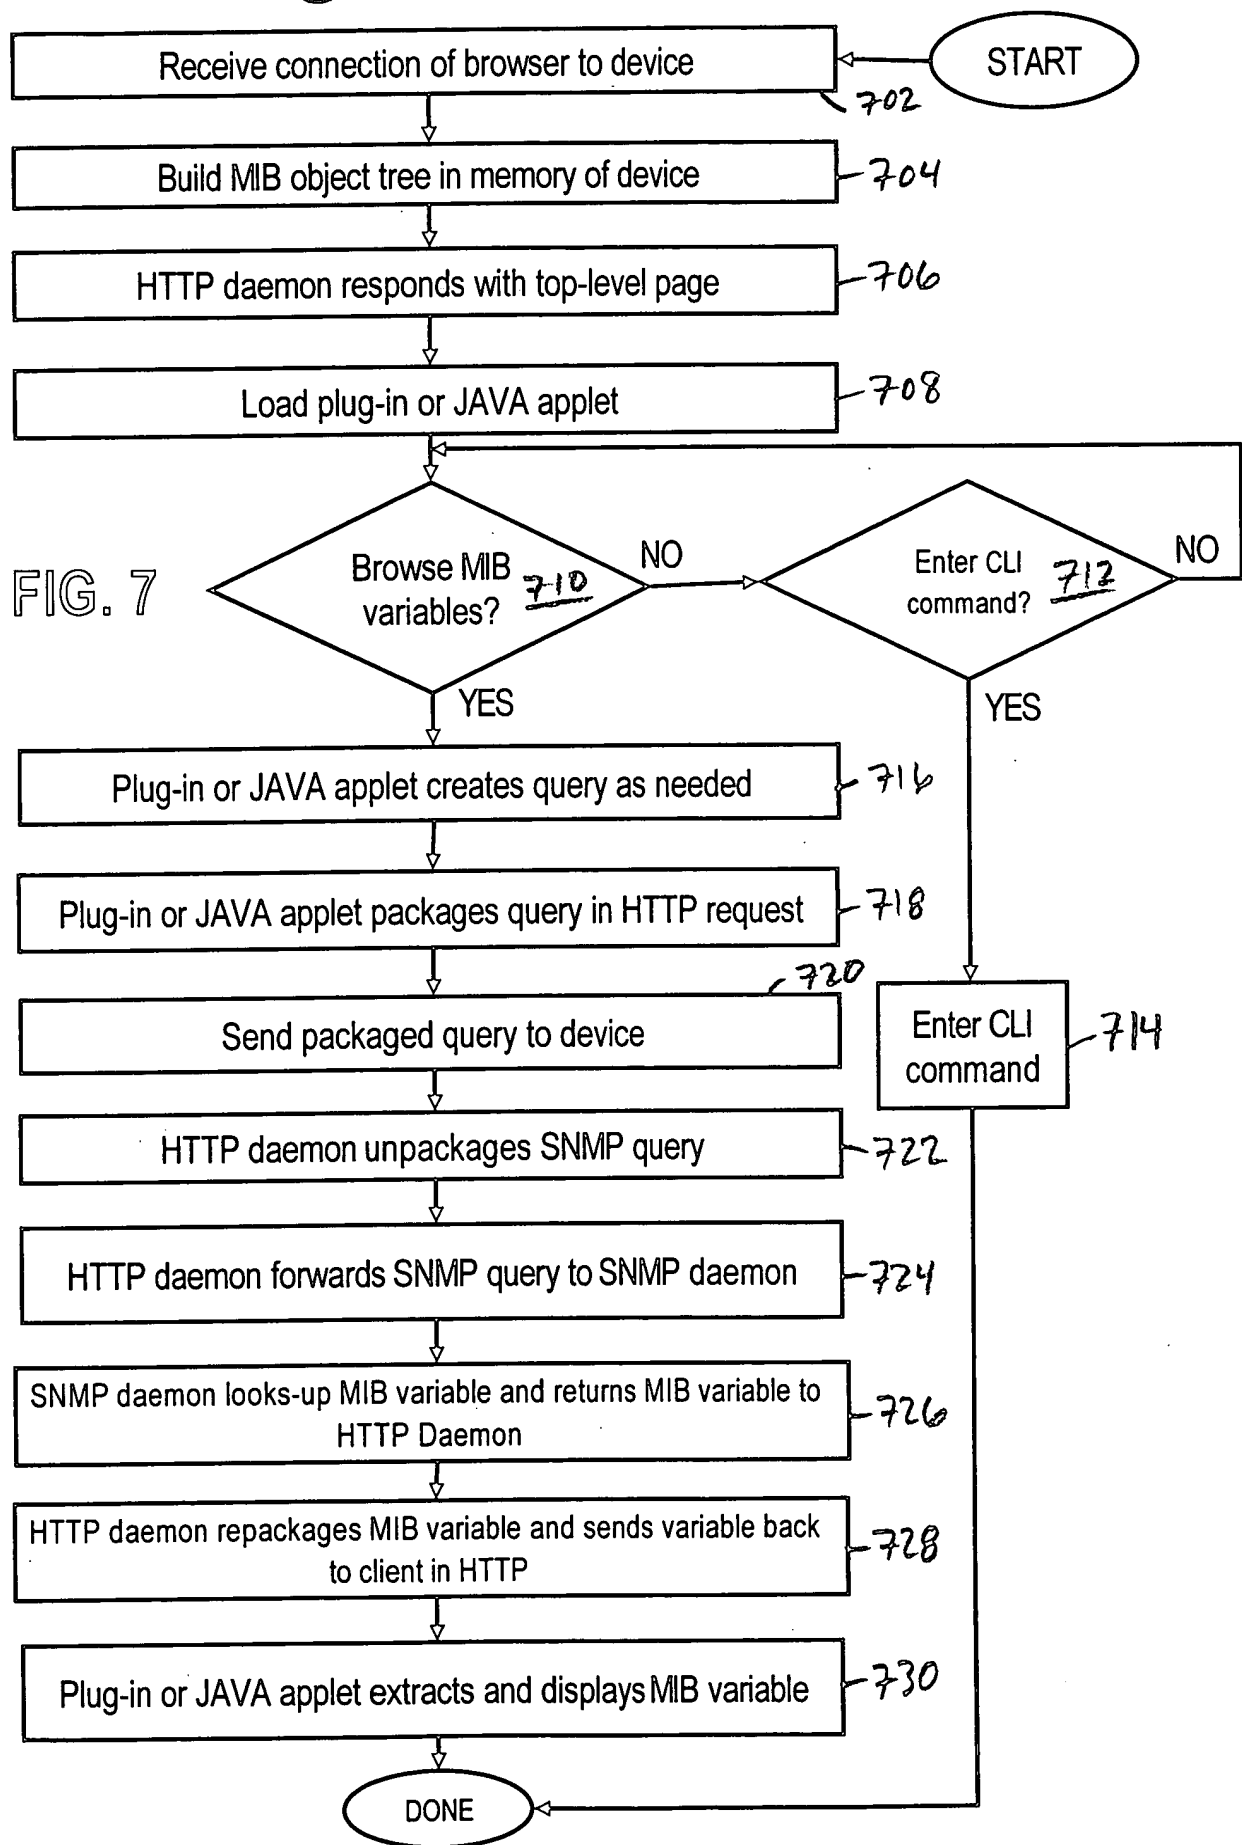 START
Receive connection of browser to device
702
Build MIB object tree in memory of device
704
HTTP daemon responds with top-level page
706
Load plug-in or JAVA applet
708
FIG. 7
Browse MIB
variables?
710
NO
Enter CLI
command?
712
NO
YES
YES
Plug-in or JAVA applet creates query as needed
716
Plug-in or JAVA applet packages query in HTTP request
718
720
Send packaged query to device
Enter CLI
command
714
HTTP daemon unpackages SNMP query
722
HTTP daemon forwards SNMP query to SNMP daemon
724
SNMP daemon looks-up MIB variable and returns MIB variable to
HTTP Daemon
726
HTTP daemon repackages MIB variable and sends variable back
to client in HTTP
728
Plug-in or JAVA applet extracts and displays MIB variable
730
DONE